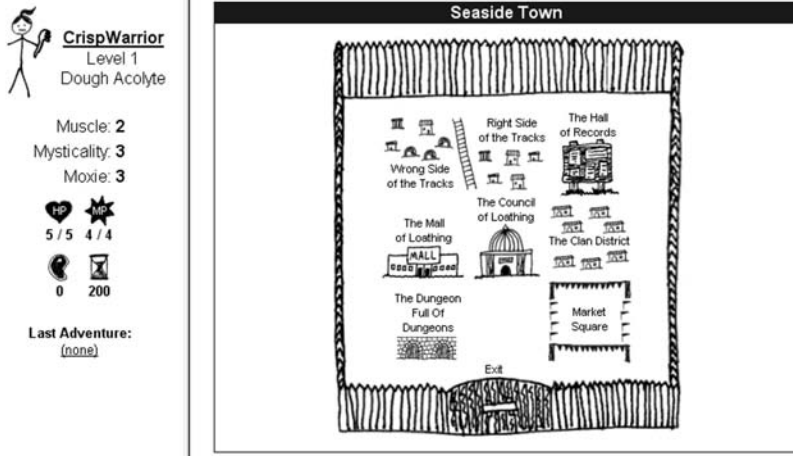 CrispWarrior
Level 1
Dough Acolyte
Muscle: 2
Mysticality: 3
Moxie: 3
HP MP
5 / 5 4 / 4
0 200
Last Adventure:
(none)
Seaside Town
Wrong Side
of the Tracks
Right Side
of the Tracks
The Hall
of Records
The Mall
of Loathing
MALL
The Council
of Loathing
The Clan District
The Dungeon
Full Of
Dungeons
Market
Square
Exit